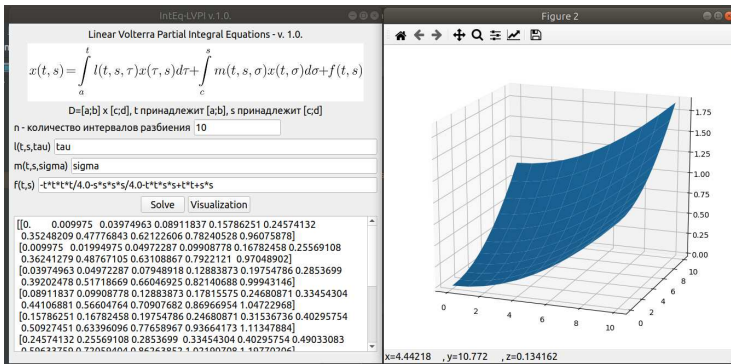 IntEq-LVPI v.1.0.
Linear Volterra Partial Integral Equations - v. 1.0.
x(t, s) = ∫ₐᵗ l(t, s, τ)x(τ, s)dτ + ∫꜀ˢ m(t, s, σ)x(t, σ)dσ + f(t, s)
D=[a;b] x [c;d], t принадлежит [a;b], s принадлежит [c;d]
n - количество интервалов разбиения 10
l(t,s,tau) tau
m(t,s,sigma) sigma
f(t,s) -t*t*t*t/4.0-s*s*s*s/4.0-t*t*s*s+t*t+s*s
Solve Visualization
[[0. 0.009975 0.03974963 0.08911837 0.15786251 0.24574132
0.35248209 0.47768413 0.62122606 0.78240528 0.96075878]
[0.009975 0.01994975 0.04972287 0.09908778 0.16782458 0.25569108
0.36241279 0.48767105 0.63108867 0.7922121 0.97048902]
[0.03974963 0.04972287 0.07948918 0.12883873 0.19754786 0.2853699
0.39202478 0.51718669 0.66046925 0.82140688 0.99943146]
[0.08911837 0.09908778 0.12883873 0.17815575 0.24680871 0.33454304
0.44106881 0.56604764 0.70907682 0.86966954 1.04722968]
[0.15786251 0.16782458 0.19754786 0.24680871 0.31536736 0.40295754
0.50927451 0.63396096 0.77658967 0.93664173 1.11347884]
[0.24574132 0.25569108 0.2853699 0.33454304 0.40295754 0.49033083
Figure 2
1.75
1.50
1.25
1.00
0.75
0.50
0.25
0.00
0 2 4 6 8 10
0 2 4 6 8 10
x=4.44218 , y=10.772 , z=0.134162